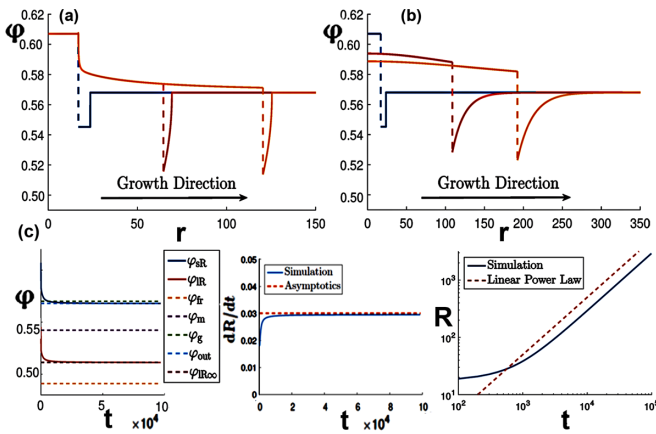 (a)
φ
0.62
0.60
0.58
0.56
0.54
0.52
0.50
Growth Direction
0
50
100
150
r
(b)
φ
0.62
0.60
0.58
0.56
0.54
0.52
0.50
Growth Direction
0
50
100
150
200
250
300
350
r
(c)
φ
0.55
0.50
0
5
10
t
×10⁴
φsR
φlR
φfr
φm
φg
φout
φlR∞
dR/dt
0.05
0.04
0.03
0.02
0.01
0
Simulation
Asymptotics
0
2
4
6
8
10
t
×10⁴
R
10³
10²
10¹
Simulation
Linear Power Law
10²
10³
10⁴
10⁵
t